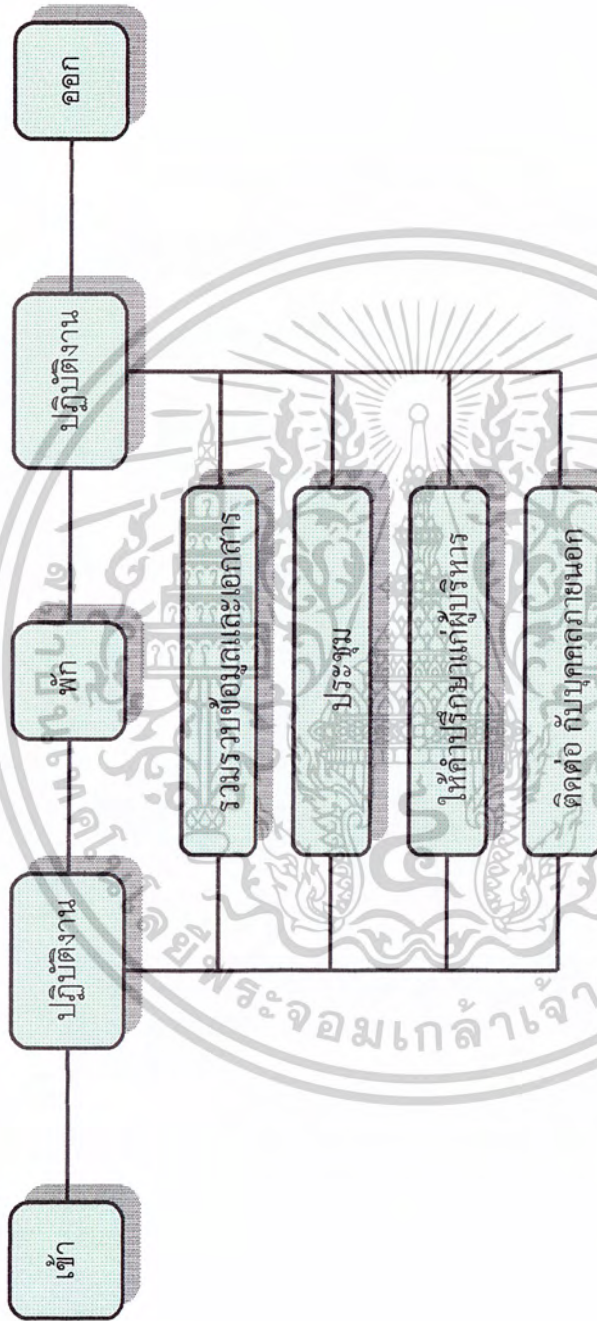 เข้า
ปฏิบัติงาน
พัก
ปฏิบัติงาน
ออก
รวมรวบข้อมูลและเอกสาร
ประชุม
ให้คำปรึกษาแก่ผู้บริหาร
ติดต่อ กับบุคคลภายนอก
พระจอมเกล้าเจ้า